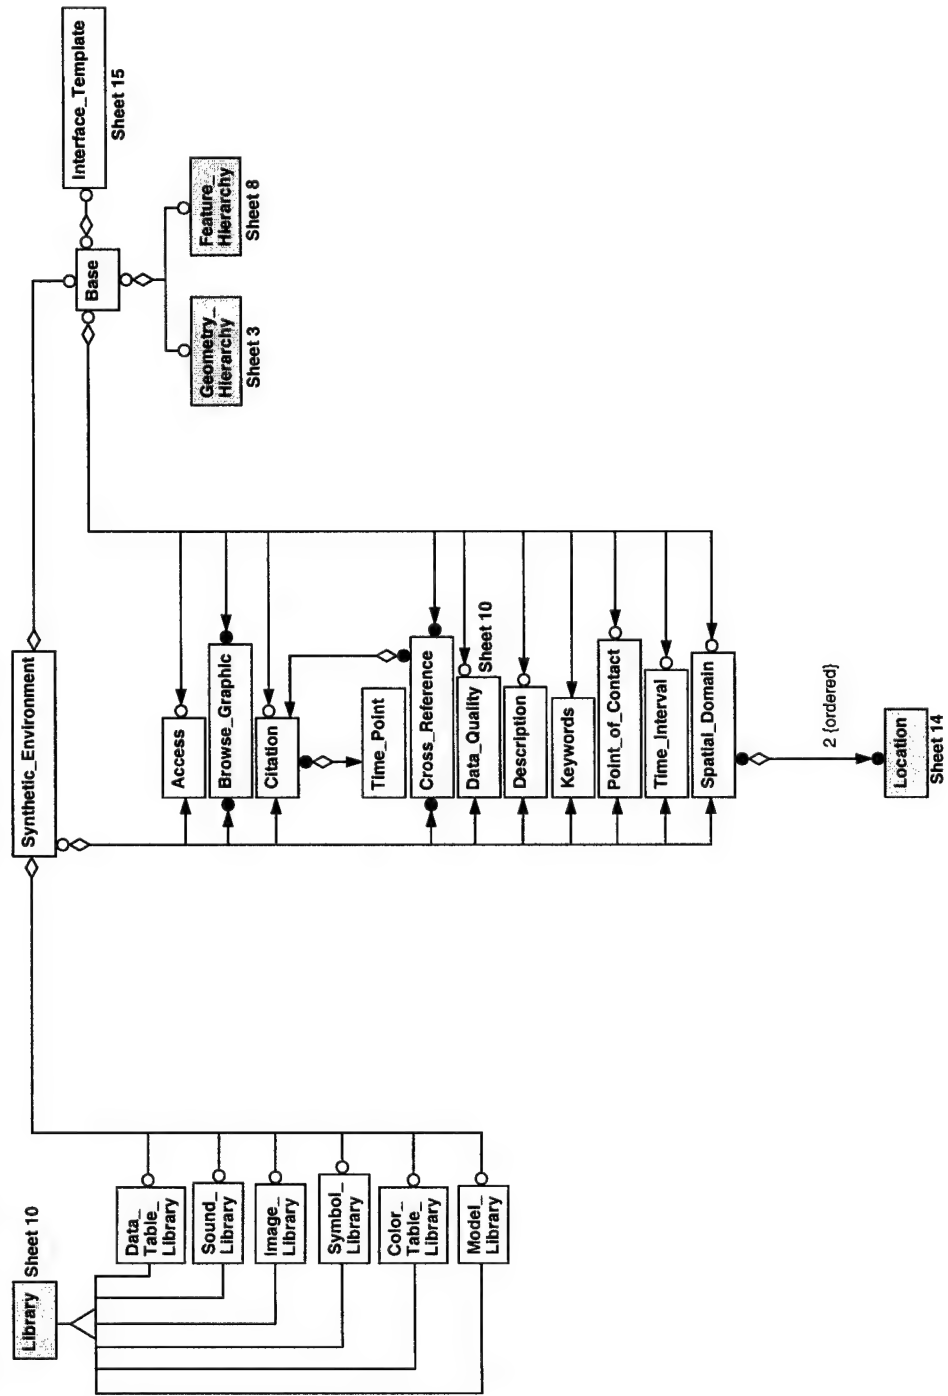 Library
Sheet 10
Data_
Table_
Library
Sound_
Library
Image_
Library
Symbol_
Library
Color_
Table_
Library
Model_
Library
Synthetic_Environment
Access
Browse_Graphic
Citation
Time_Point
Cross_Reference
Data_Quality
Sheet 10
Description
Keywords
Point_of_Contact
Time_Interval
Spatial_Domain
2 {ordered}
Location
Sheet 14
Base
Interface_Template
Sheet 15
Geometry_
Hierarchy
Sheet 3
Feature_
Hierarchy
Sheet 8